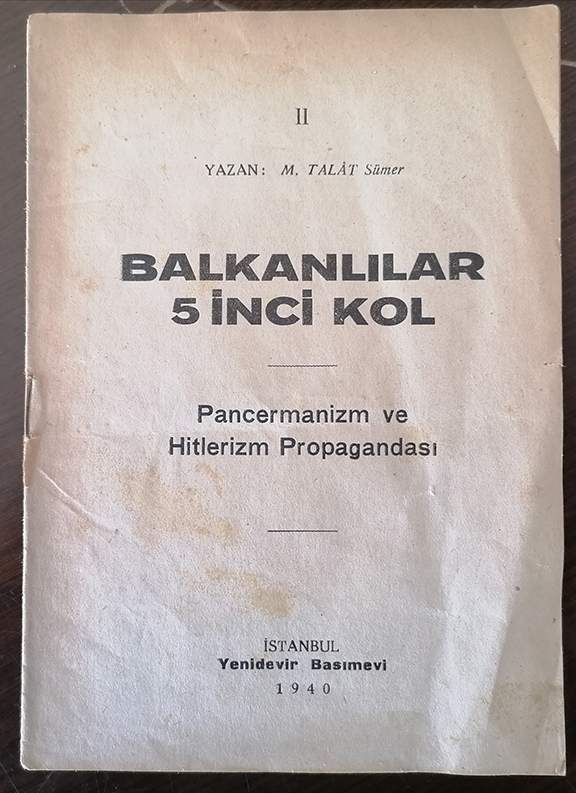 II
YAZAN: M. TALÂT Sümer
BALKANLILAR
5 İNCİ KOL
Pancermanizm ve
Hitlerizm Propagandası
İSTANBUL
Yenidevir Basımevi
1940